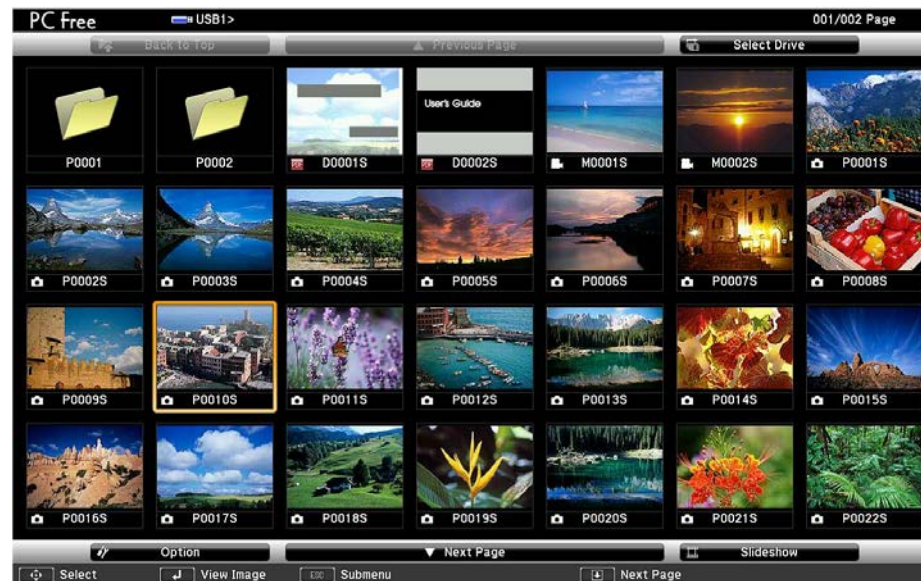 PC Free USB1> 001/002 Page
Back to Top Previous Page Select Drive
User's Guide
P0001 P0002 D0001S D0002S M0001S M0002S P0001S
P0002S P0003S P0004S P0005S P0006S P0007S P0008S
P0009S P0010S P0011S P0012S P0013S P0014S P0015S
P0016S P0017S P0018S P0019S P0020S P0021S P0022S
Option Next Page Slideshow
Select View Image Esc Submenu Next Page